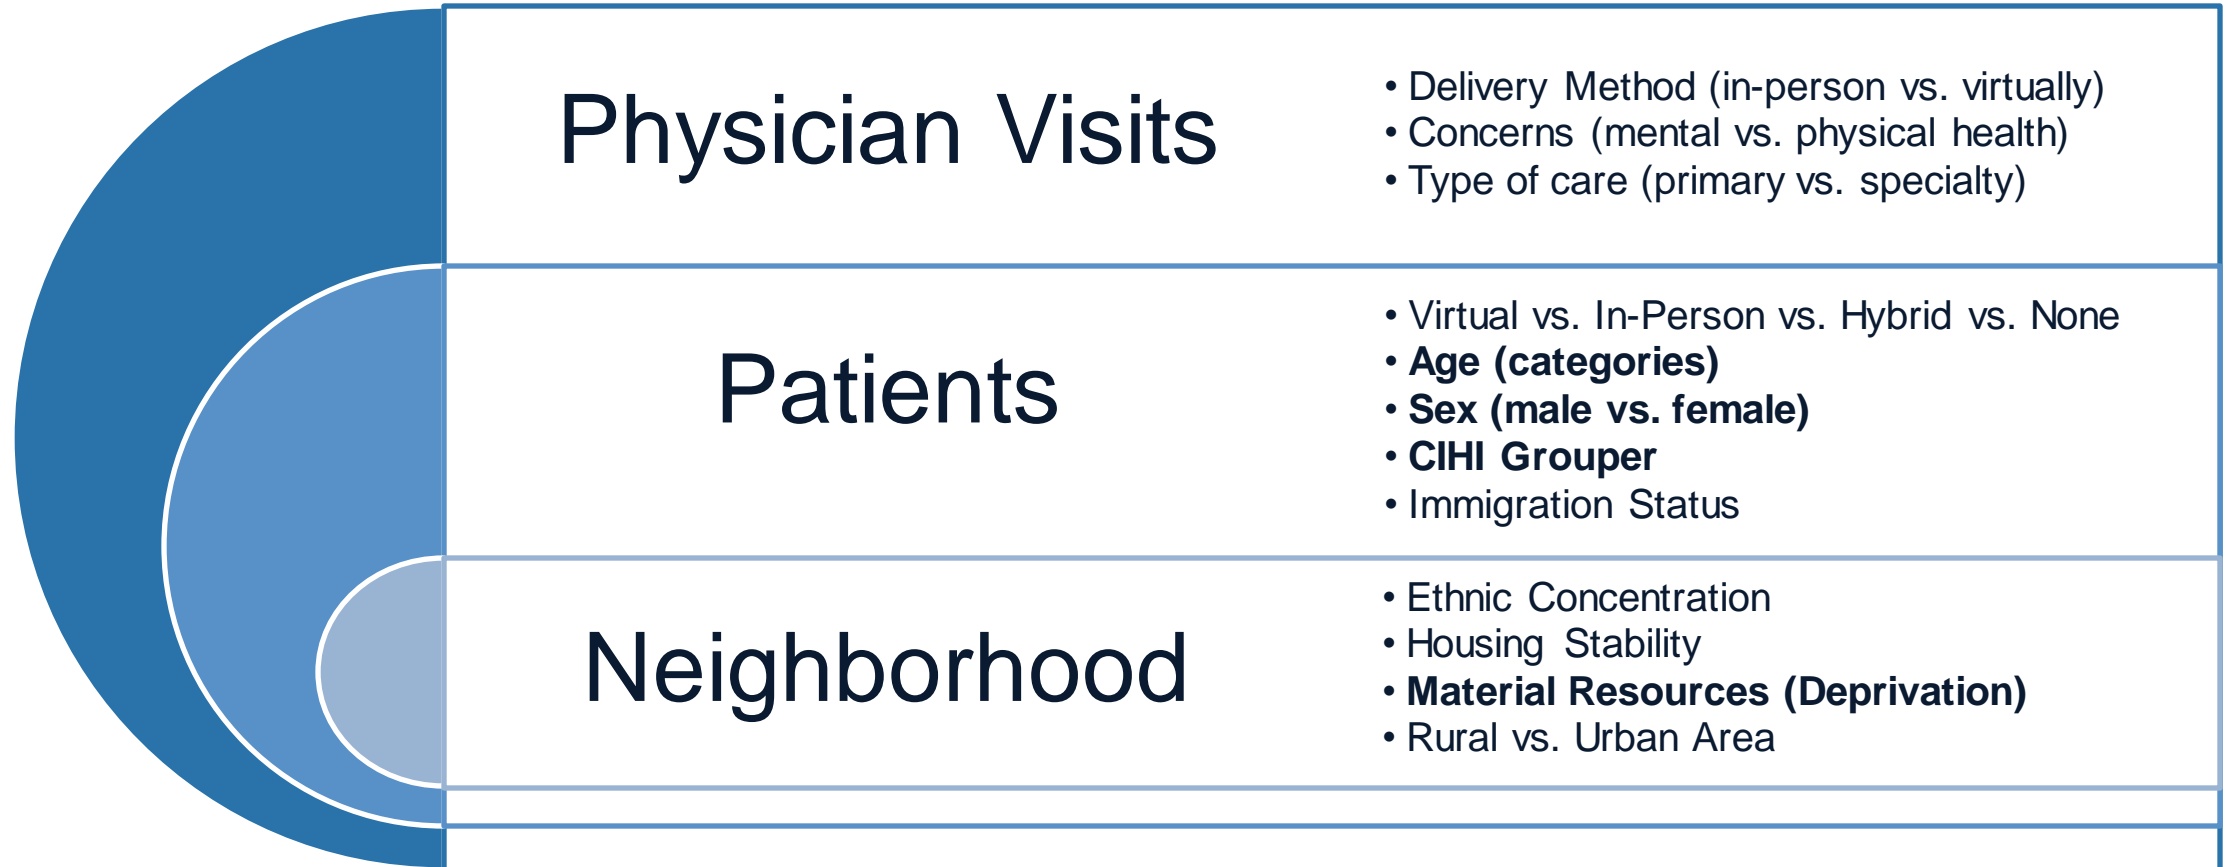 Physician Visits
• Delivery Method (in-person vs. virtually)
• Concerns (mental vs. physical health)
• Type of care (primary vs. specialty)
Patients
• Virtual vs. In-Person vs. Hybrid vs. None
• Age (categories)
• Sex (male vs. female)
• CIHI Grouper
• Immigration Status
Neighborhood
• Ethnic Concentration
• Housing Stability
• Material Resources (Deprivation)
• Rural vs. Urban Area